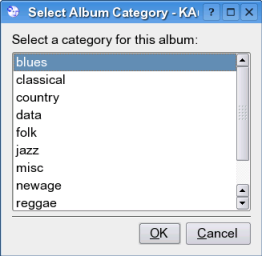 Select Album Category - KA
Select a category for this album:
blues
classical
country
data
folk
jazz
misc
newage
reggae
OK
Cancel